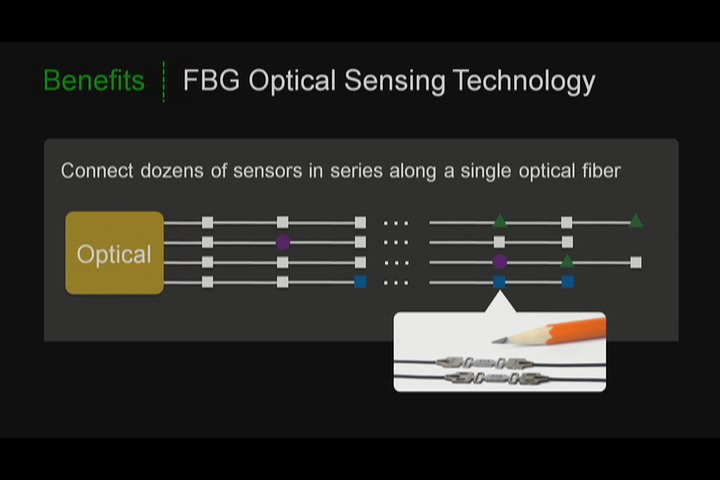 Benefits FBG Optical Sensing Technology
Connect dozens of sensors in series along a single optical fiber
Optical